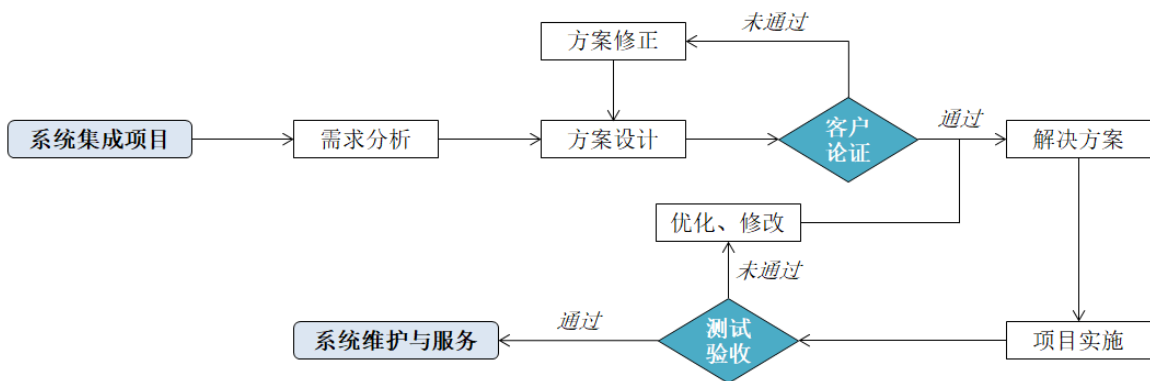 方案修正
未通过
系统集成项目
需求分析
方案设计
客户
论证
通过
解决方案
优化、修改
未通过
系统维护与服务
通过
测试
验收
项目实施